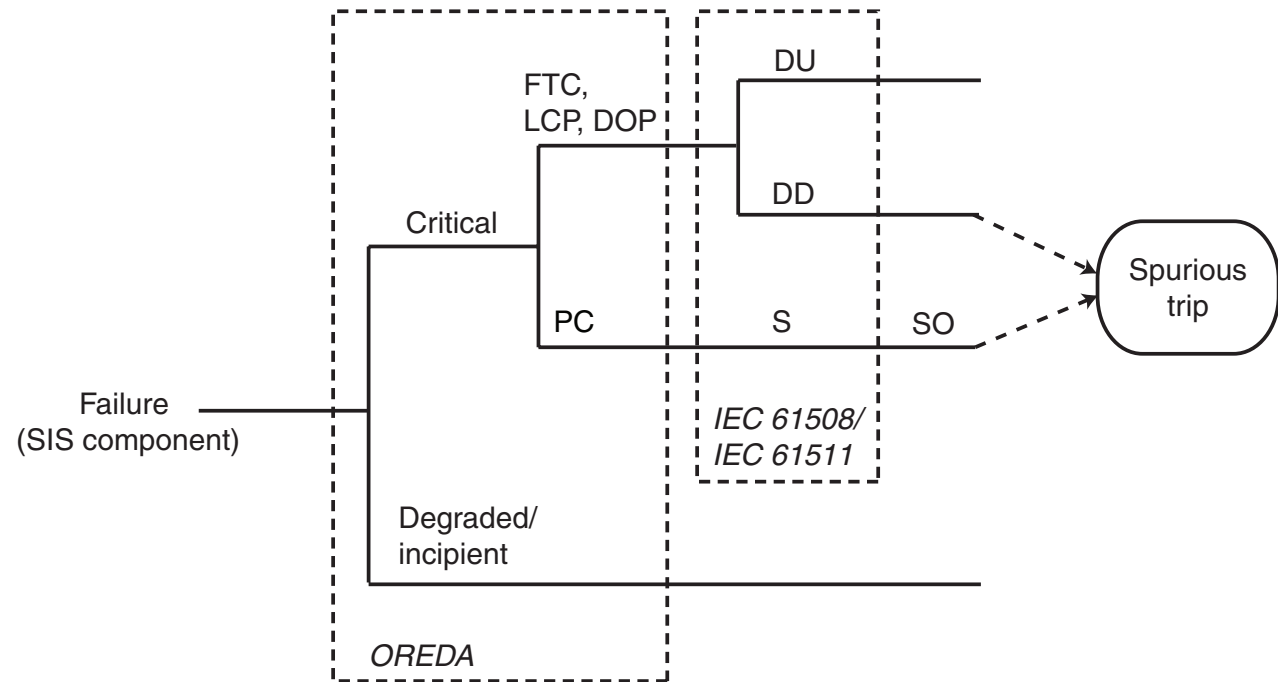 DU
FTC,
LCP, DOP
DD
Critical
Spurious
trip
PC
S
SO
Failure
(SIS component)
IEC 61508/
IEC 61511
Degraded/
incipient
OREDA